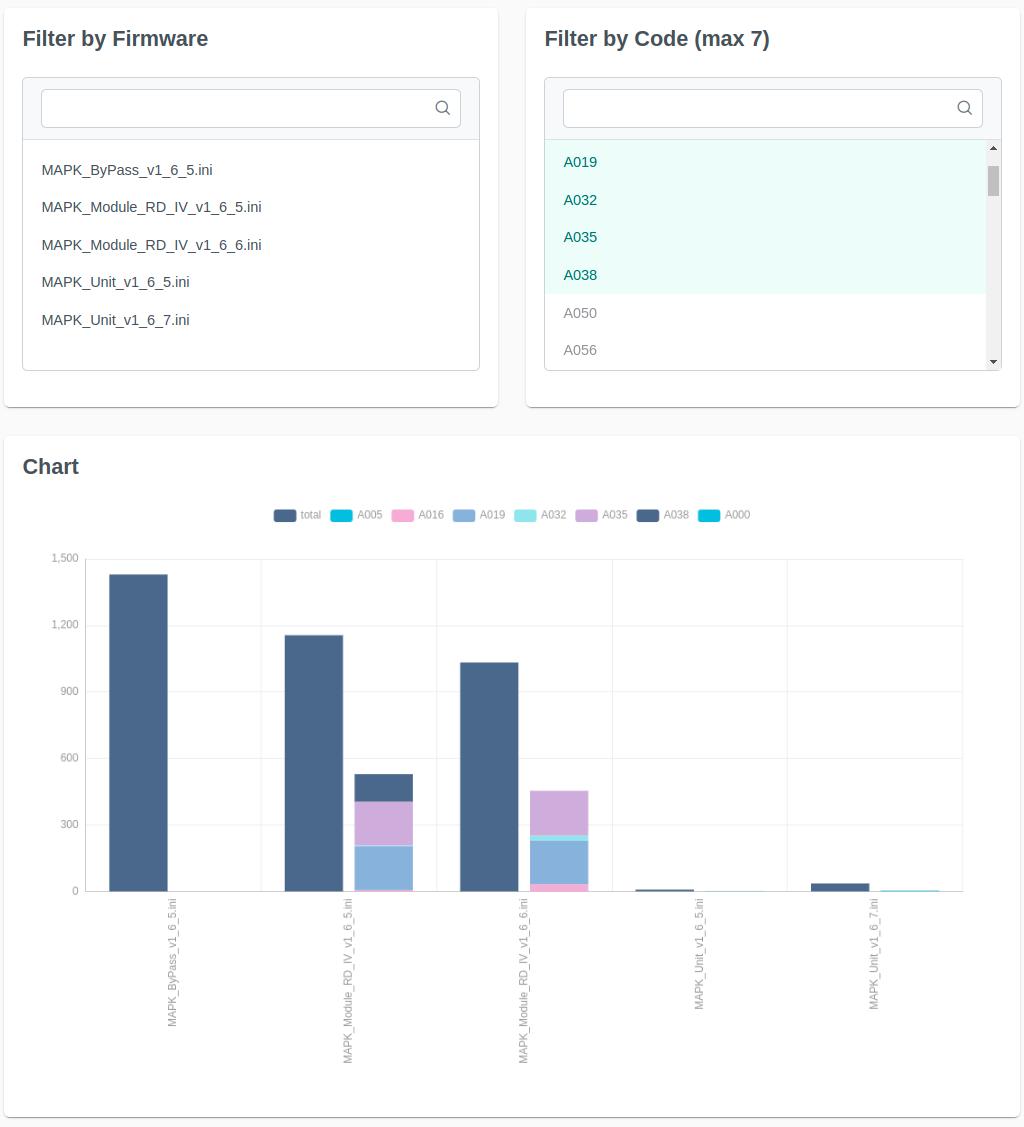 Filter by Firmware
MAPK_ByPass_v1_6_5.ini
MAPK_Module_RD_IV_v1_6_5.ini
MAPK_Module_RD_IV_v1_6_6.ini
MAPK_Unit_v1_6_5.ini
MAPK_Unit_v1_6_7.ini
Filter by Code (max 7)
A019
A032
A035
A038
A050
A056
Chart
total A005 A016 A019 A032 A035 A038 A000
1,500
1,200
900
600
300
0
MAPK_ByPass_v1_6_5.ini
MAPK_Module_RD_IV_v1_6_5.ini
MAPK_Module_RD_IV_v1_6_6.ini
MAPK_Unit_v1_6_5.ini
MAPK_Unit_v1_6_7.ini